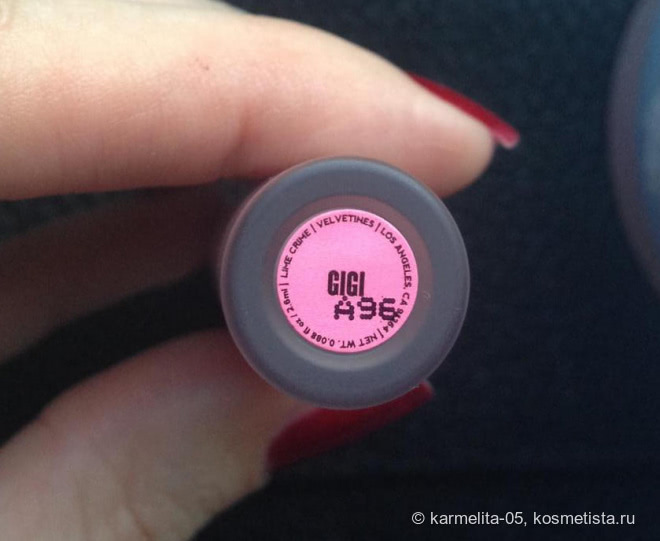 LIME CRIME | VELVETINES | LOS ANGELES, CA 91364 | NET WT. 0.088 fl oz / 2.6ml |
GIGI
A96
© karmelita-05, kosmetista.ru